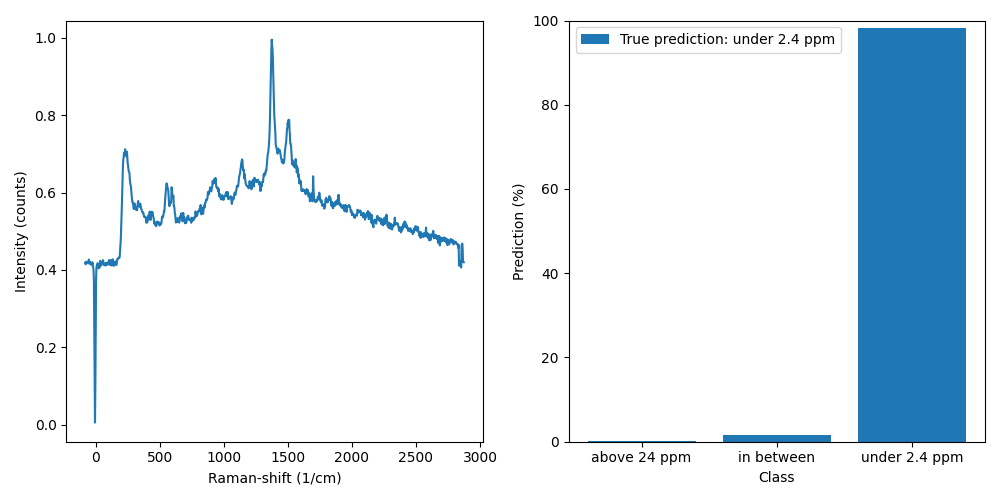 1.0
0.8
0.6
0.4
0.2
0.0
Intensity (counts)
0 500 1000 1500 2000 2500 3000
Raman-shift (1/cm)
100
80
60
40
20
0
Prediction (%)
True prediction: under 2.4 ppm
above 24 ppm in between under 2.4 ppm
Class